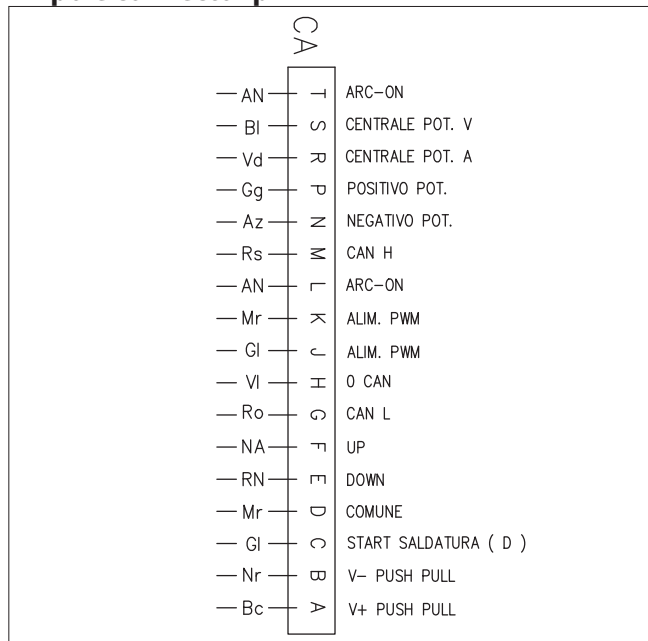 CA
AN T ARC-ON
Bl S CENTRALE POT. V
Vd R CENTRALE POT. A
Gg P POSITIVO POT.
Az N NEGATIVO POT.
Rs M CAN H
AN L ARC-ON
Mr K ALIM. PWM
Gl J ALIM. PWM
Vl H 0 CAN
Ro G CAN L
NA F UP
RN E DOWN
Mr D COMUNE
Gl C START SALDATURA ( D )
Nr B V- PUSH PULL
Bc A V+ PUSH PULL